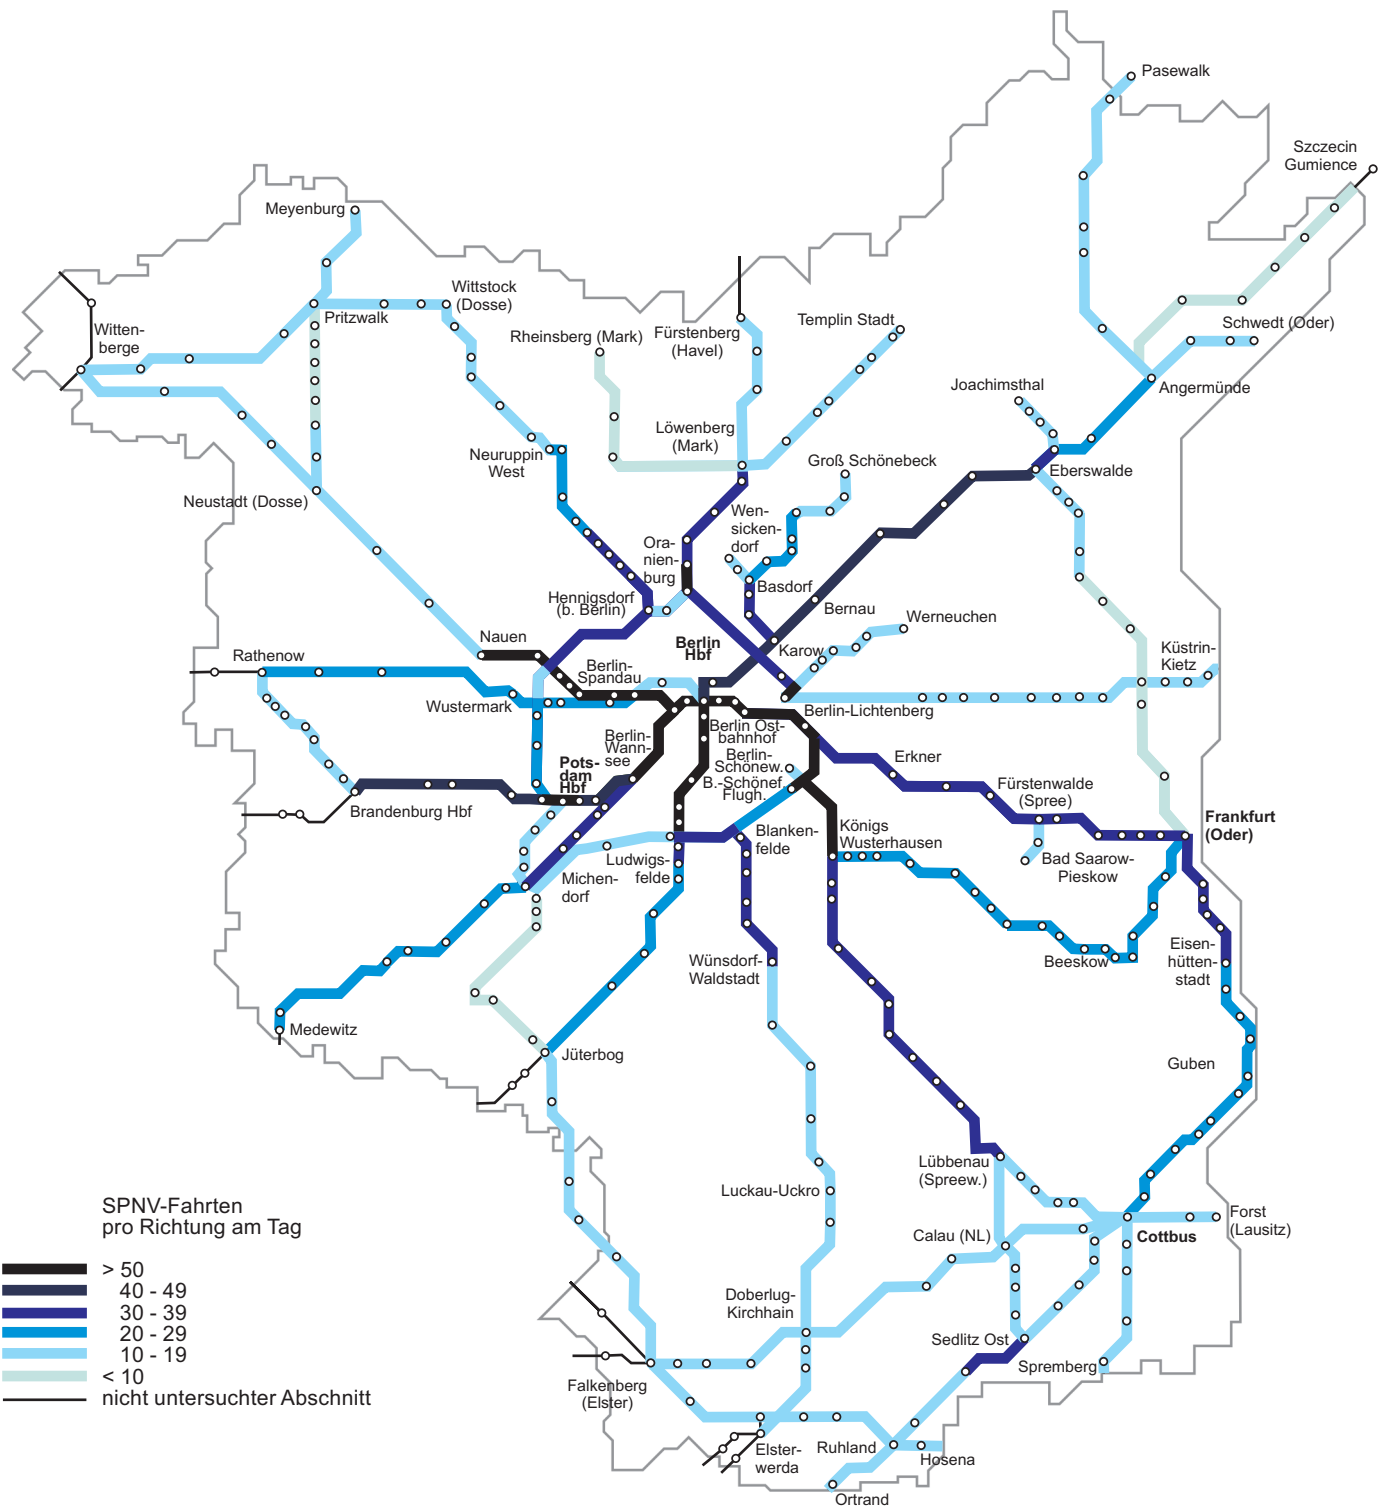 Pasewalk
Szczecin
Gumience
Meyenburg
Wittstock
(Dosse)
Pritzwalk
Witten-
berge
Rheinsberg (Mark)
Fürstenberg
(Havel)
Templin Stadt
Schwedt (Oder)
Joachimsthal
Angermünde
Löwenberg
(Mark)
Neuruppin
West
Groß Schönebeck
Eberswalde
Neustadt (Dosse)
Wen-
sicken-
dorf
Ora-
nien-
burg
Basdorf
Hennigsdorf
(b. Berlin)
Bernau
Werneuchen
Nauen
Berlin
Hbf
Karow
Küstrin-
Kietz
Rathenow
Berlin-
Spandau
Wustermark
Berlin-Lichtenberg
Berlin Ost-
bahnhof
Berlin-
Wann-
see
Berlin-
Schönew.
B.-Schönef.
Flugh.
Erkner
Pots-
dam
Hbf
Fürstenwalde
(Spree)
Brandenburg Hbf
Frankfurt
(Oder)
Blanken-
felde
Königs
Wusterhausen
Ludwigs-
felde
Bad Saarow-
Pieskow
Michen-
dorf
Wünsdorf-
Waldstadt
Beeskow
Eisen-
hütten-
stadt
Medewitz
Jüterbog
Guben
Lübbenau
(Spreew.)
Luckau-Uckro
Forst
(Lausitz)
Calau (NL)
Cottbus
Doberlug-
Kirchhain
Sedlitz Ost
Spremberg
Falkenberg
(Elster)
Elster-
werda
Ruhland
Hosena
Ortrand
SPNV-Fahrten
pro Richtung am Tag
> 50
40 - 49
30 - 39
20 - 29
10 - 19
< 10
nicht untersuchter Abschnitt